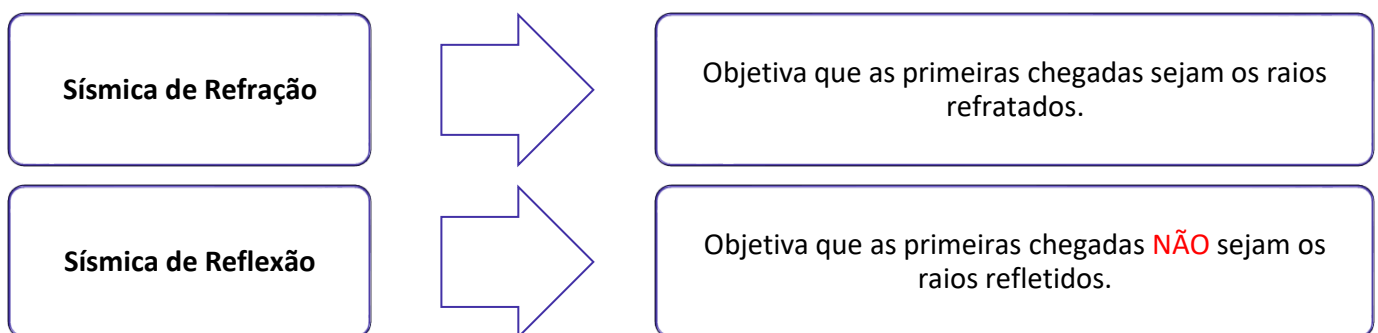 Sísmica de Refração
Objetiva que as primeiras chegadas sejam os raios
refratados.
Sísmica de Reflexão
Objetiva que as primeiras chegadas NÃO sejam os
raios refletidos.